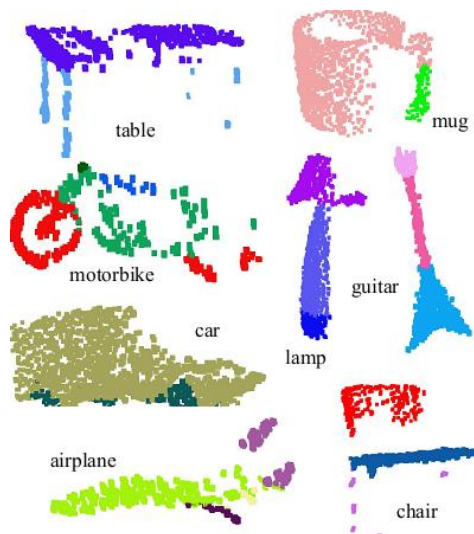 table
mug
motorbike
guitar
car
lamp
airplane
chair